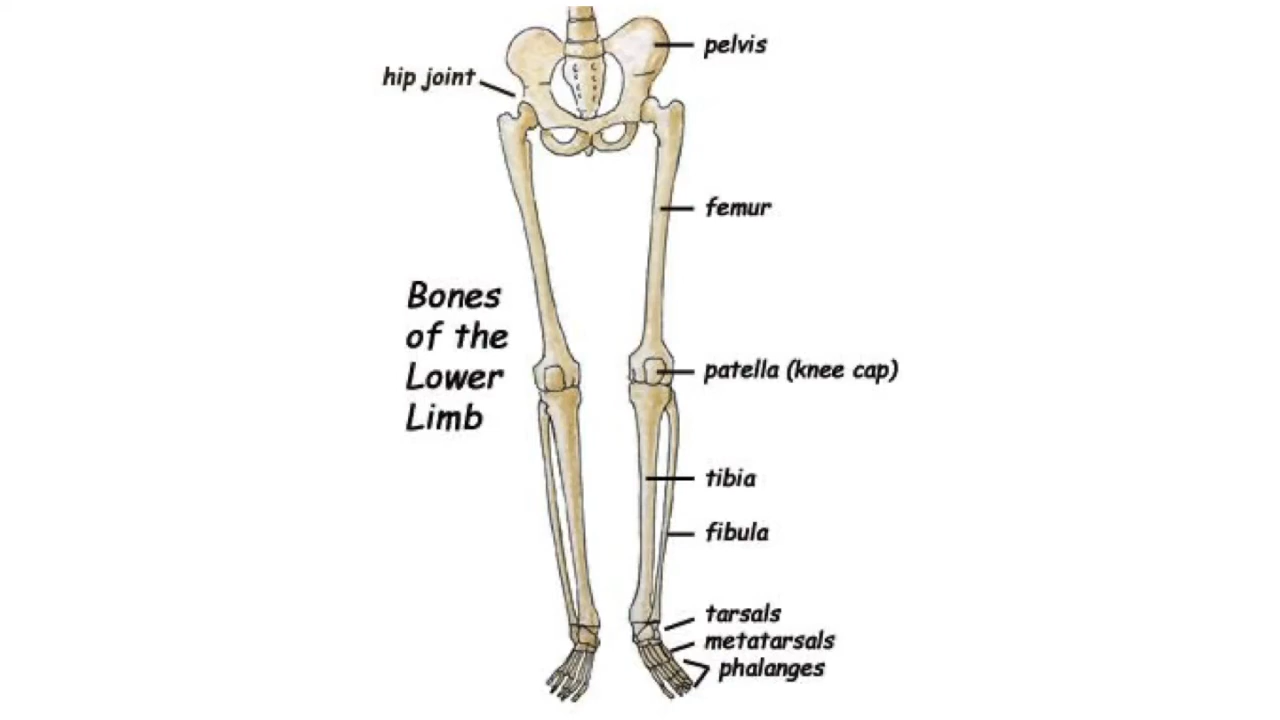 pelvis
hip joint
femur
Bones
of the
Lower
Limb
patella (knee cap)
tibia
fibula
tarsals
metatarsals
phalanges